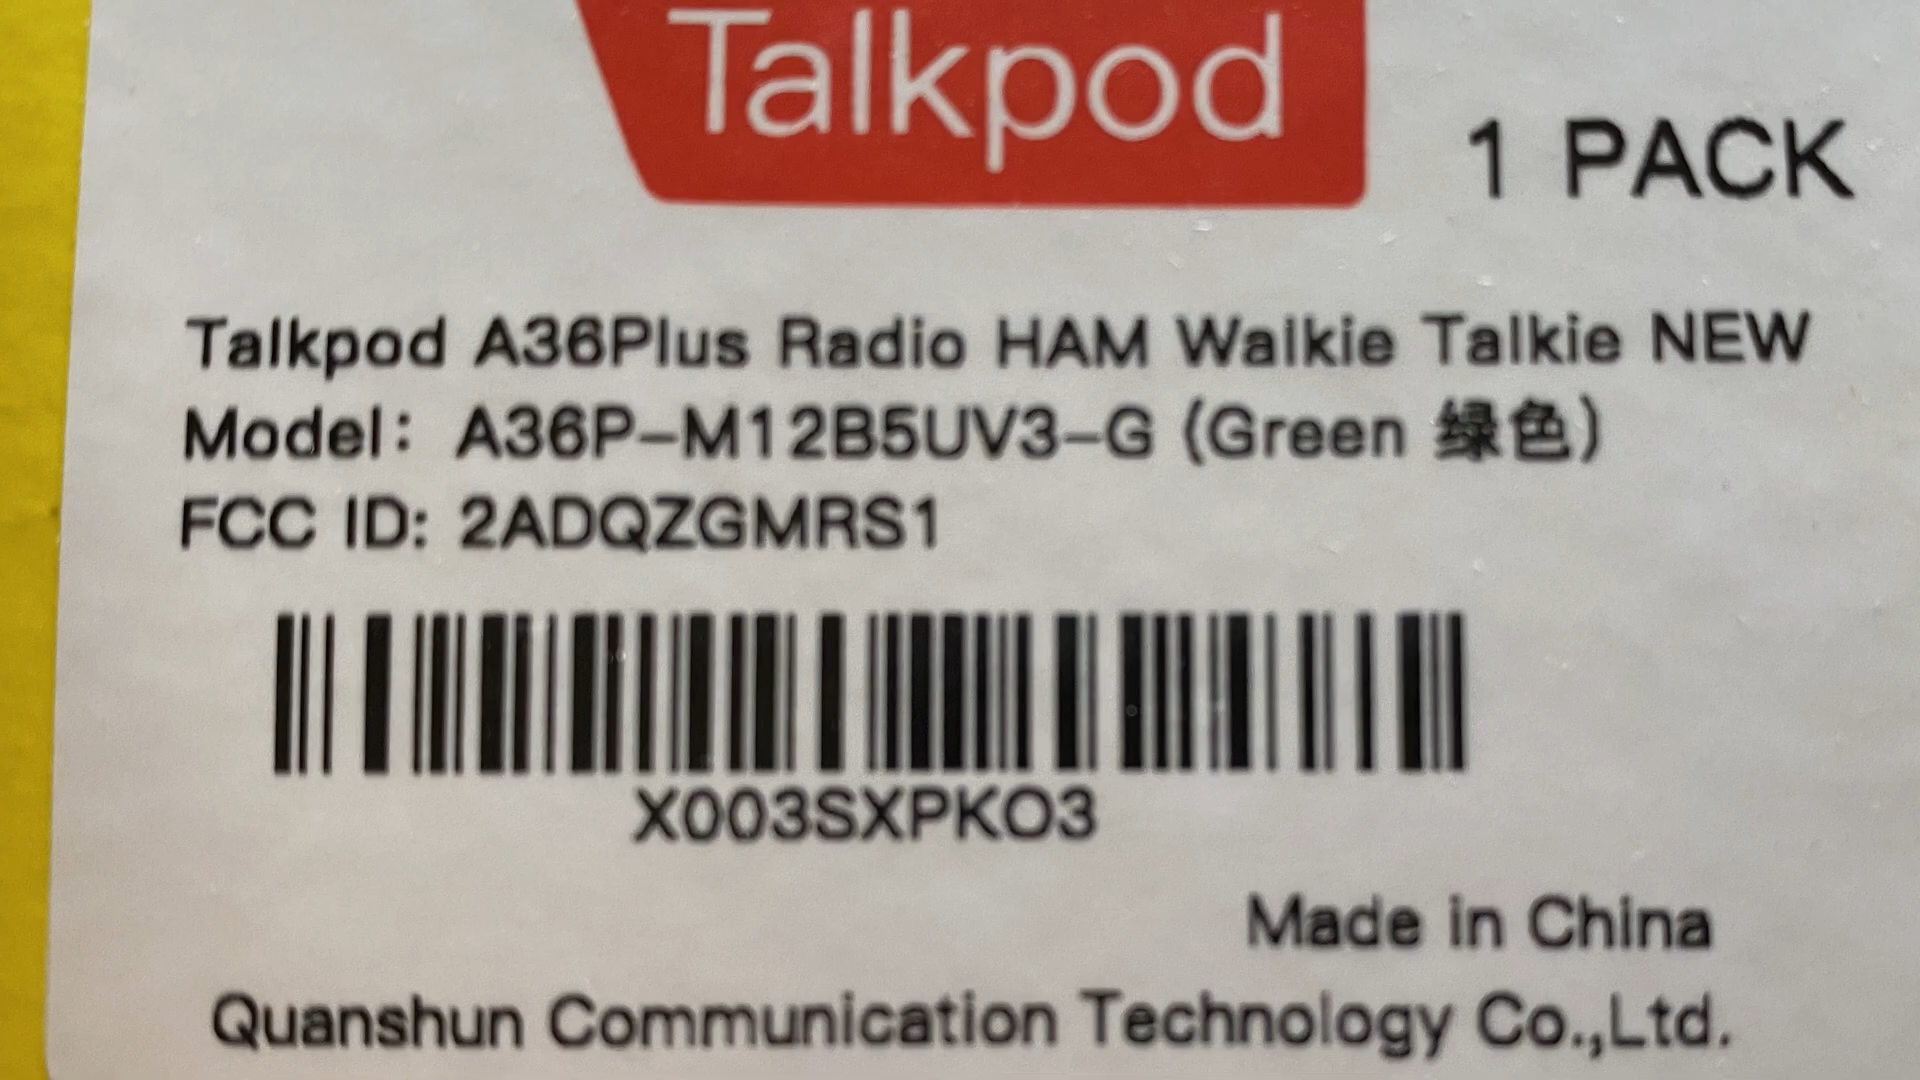 Talkpod
1 PACK
Talkpod A36Plus Radio HAM Walkie Talkie NEW
Model: A36P-M12B5UV3-G (Green 绿色)
FCC ID: 2ADQZGMRS1
X003SXPKO3
Made in China
Quanshun Communication Technology Co.,Ltd.